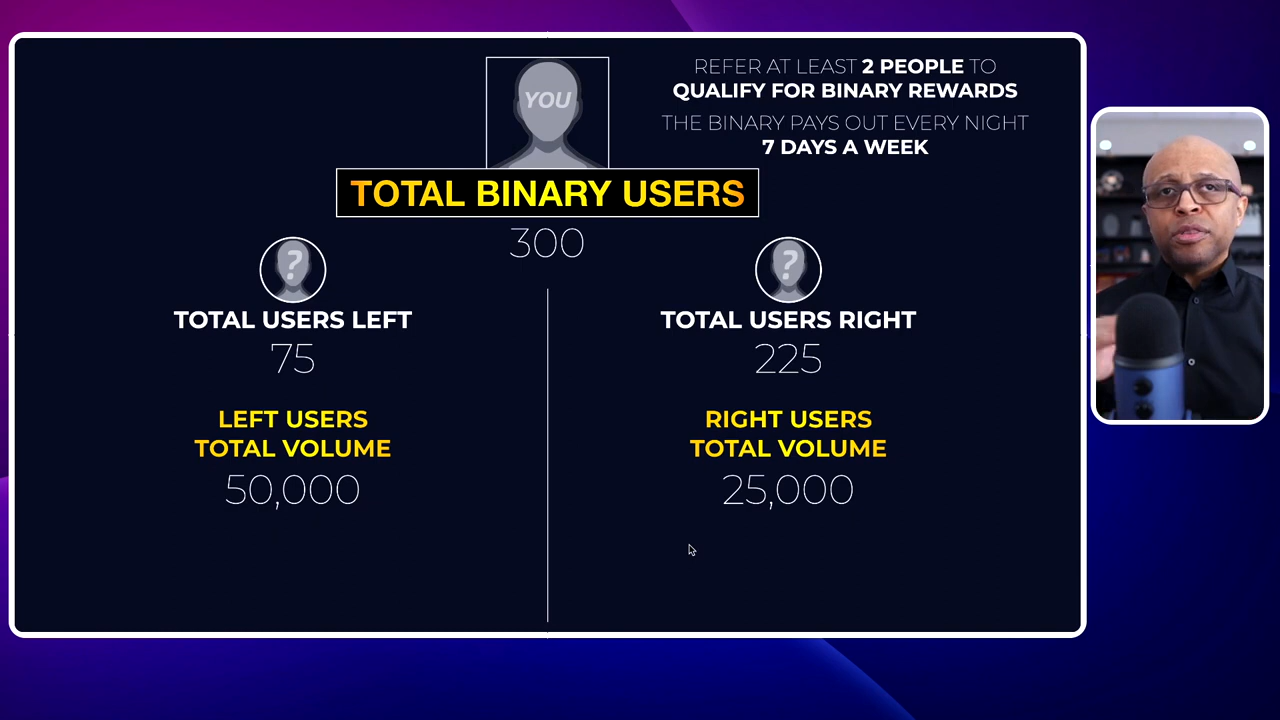 REFER AT LEAST 2 PEOPLE TO
QUALIFY FOR BINARY REWARDS
THE BINARY PAYS OUT EVERY NIGHT
7 DAYS A WEEK
YOU
TOTAL BINARY USERS
300
?
TOTAL USERS LEFT
75
LEFT USERS
TOTAL VOLUME
50,000
?
TOTAL USERS RIGHT
225
RIGHT USERS
TOTAL VOLUME
25,000